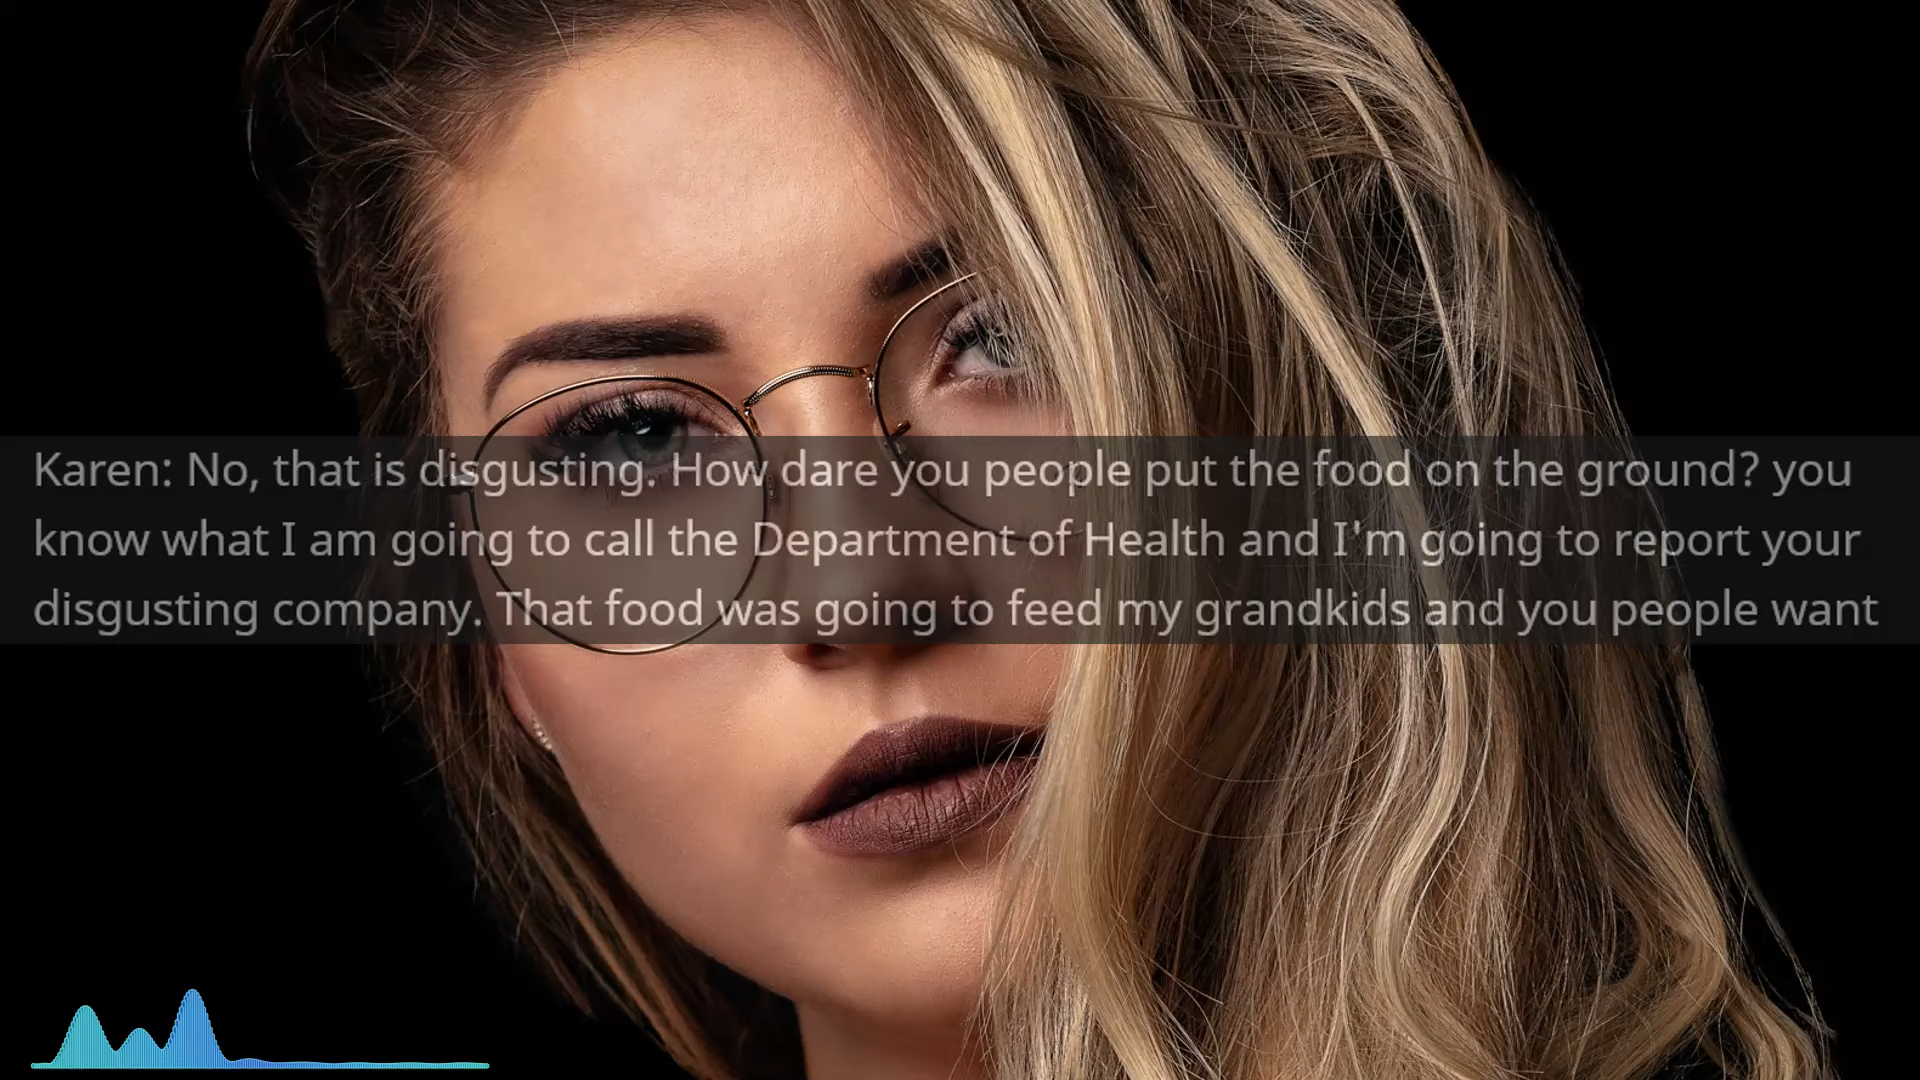 Karen: No, that is disgusting. How dare you people put the food on the ground? you
know what I am going to call the Department of Health and I'm going to report your
disgusting company. That food was going to feed my grandkids and you people want